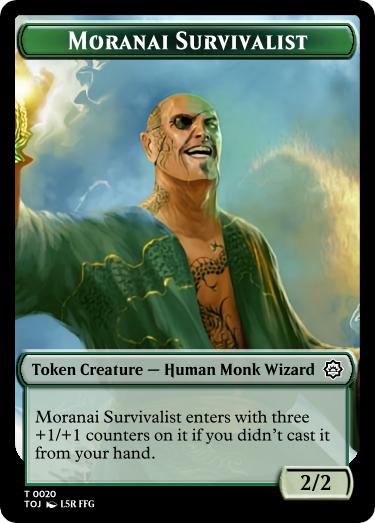 Moranai Survivalist
Token Creature — Human Monk Wizard
Moranai Survivalist enters with three
+1/+1 counters on it if you didn't cast it
from your hand.
2/2
T 0020
TOJ L5R FFG